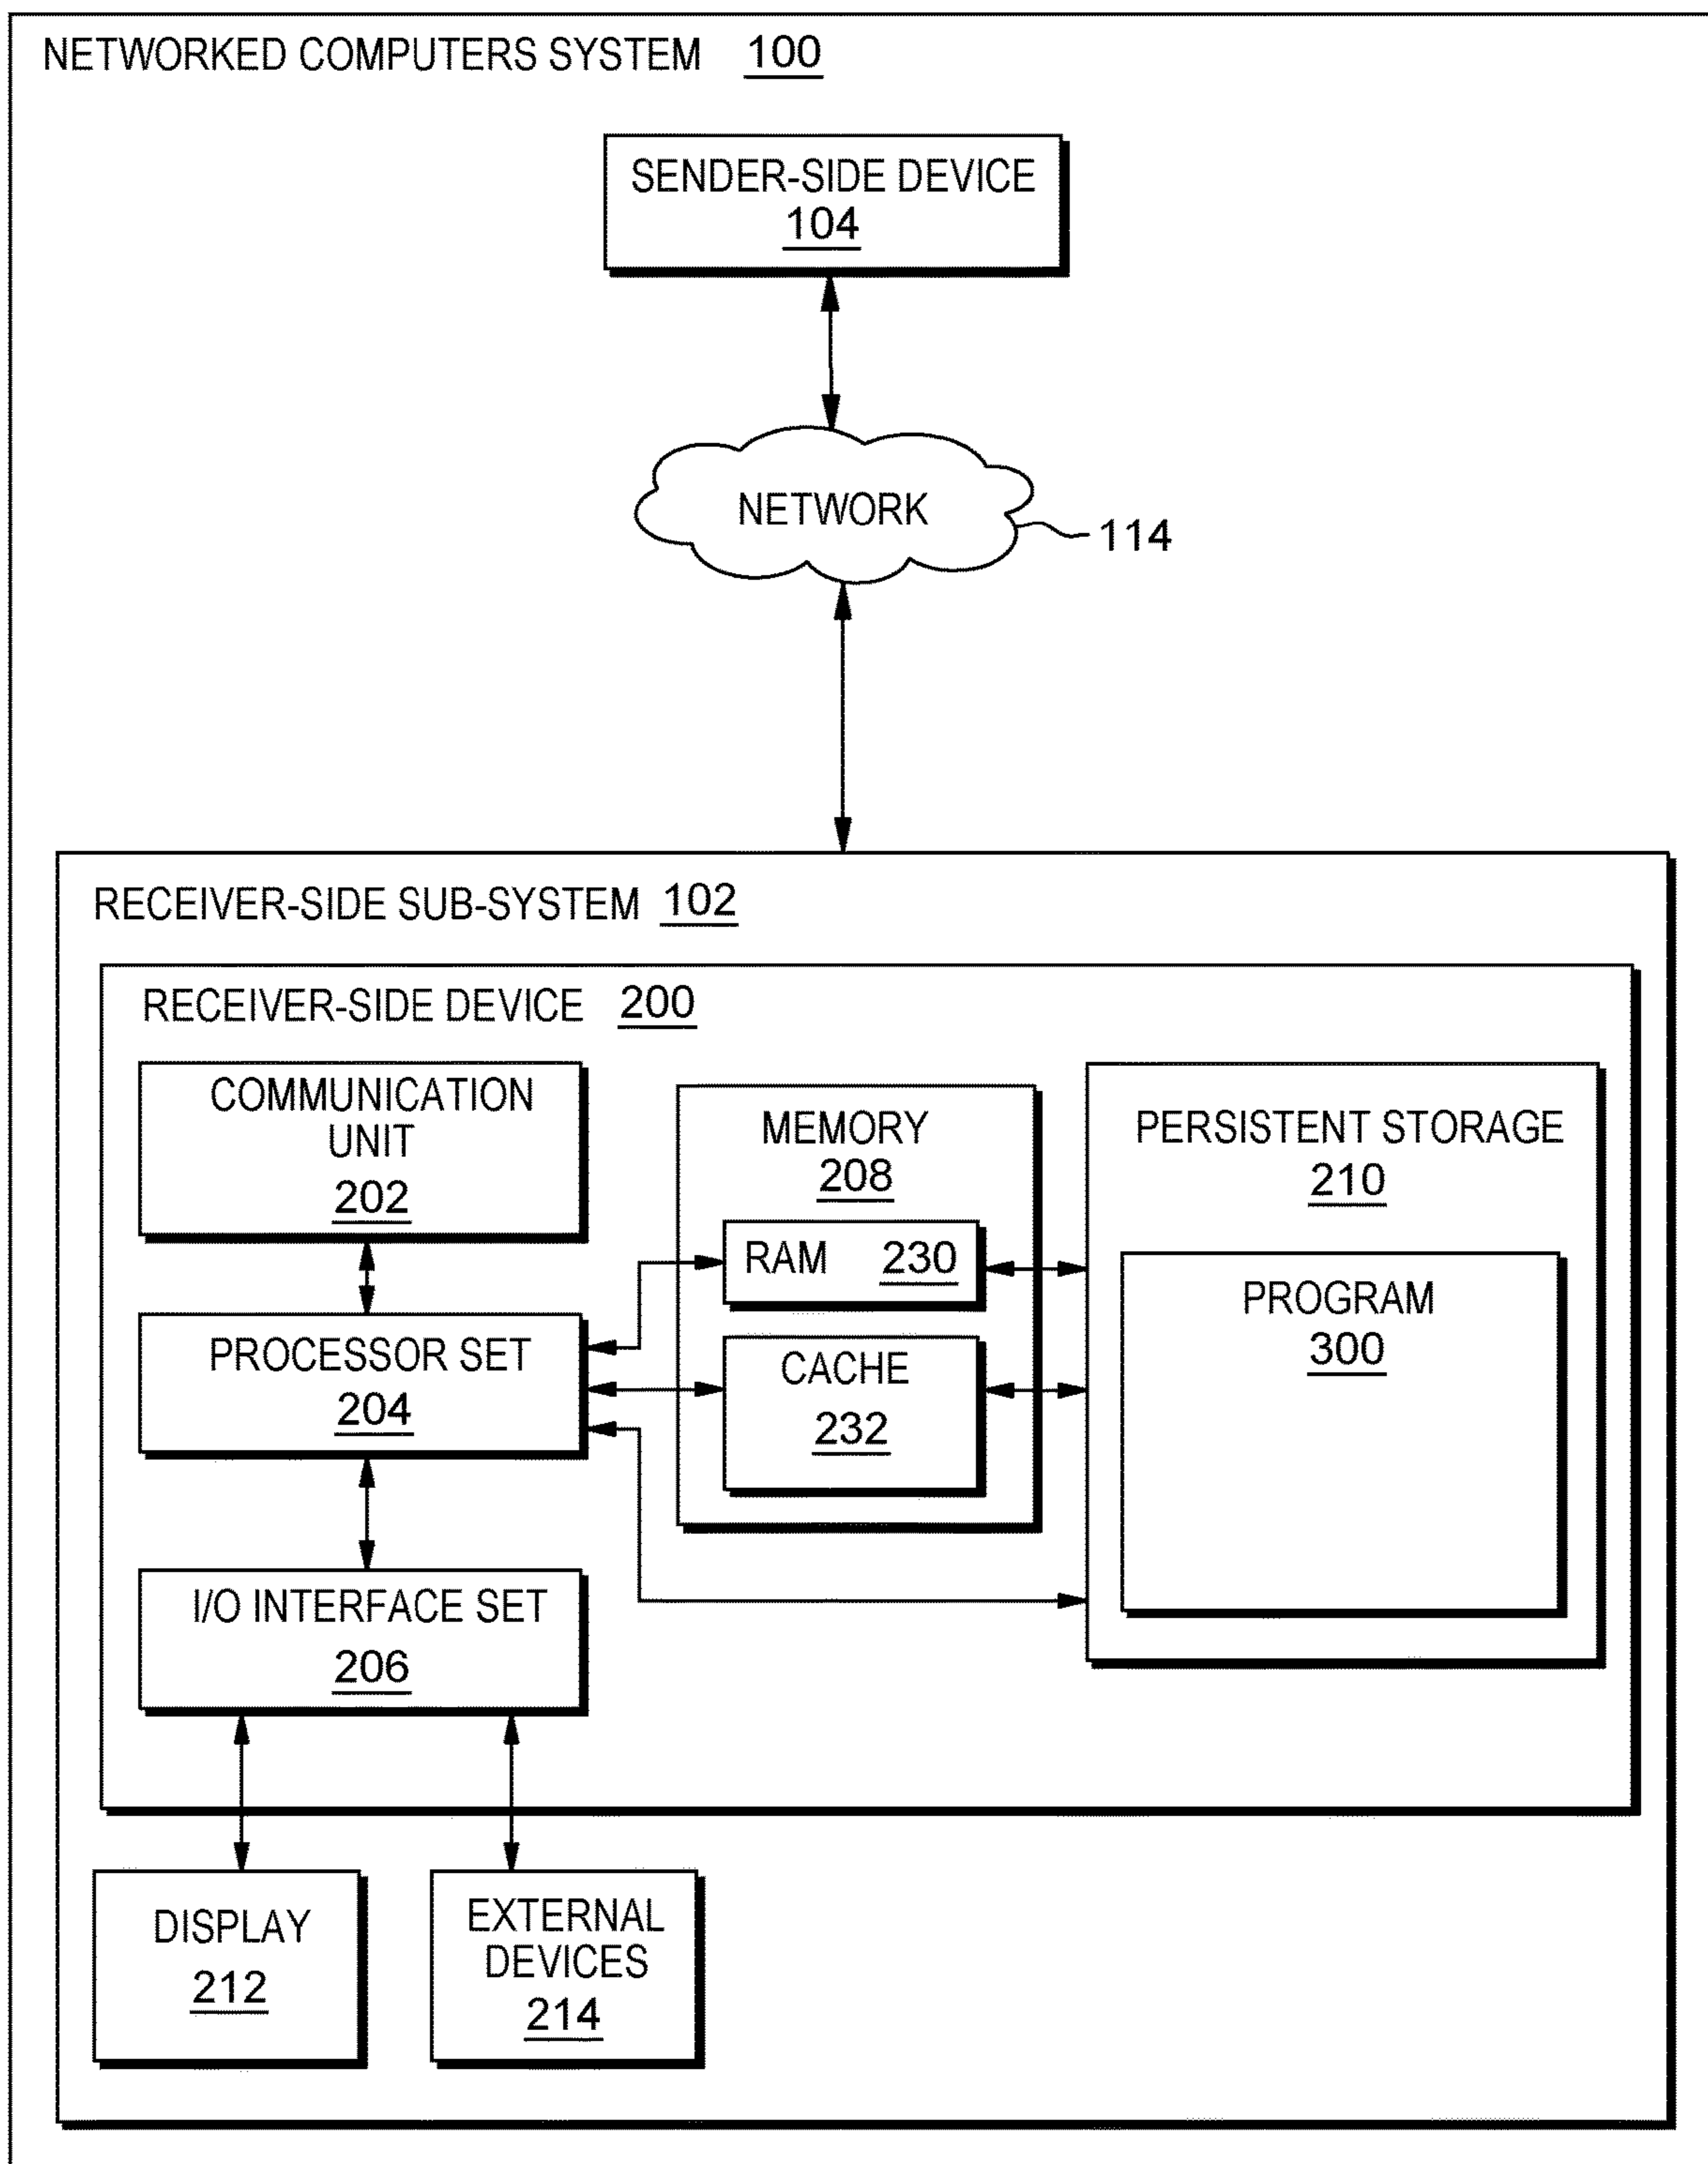 NETWORKED COMPUTERS SYSTEM 100
SENDER-SIDE DEVICE
104
NETWORK
114
RECEIVER-SIDE SUB-SYSTEM 102
RECEIVER-SIDE DEVICE 200
COMMUNICATION
UNIT
202
PROCESSOR SET
204
I/O INTERFACE SET
206
MEMORY
208
RAM 230
CACHE
232
PERSISTENT STORAGE
210
PROGRAM
300
DISPLAY
212
EXTERNAL
DEVICES
214